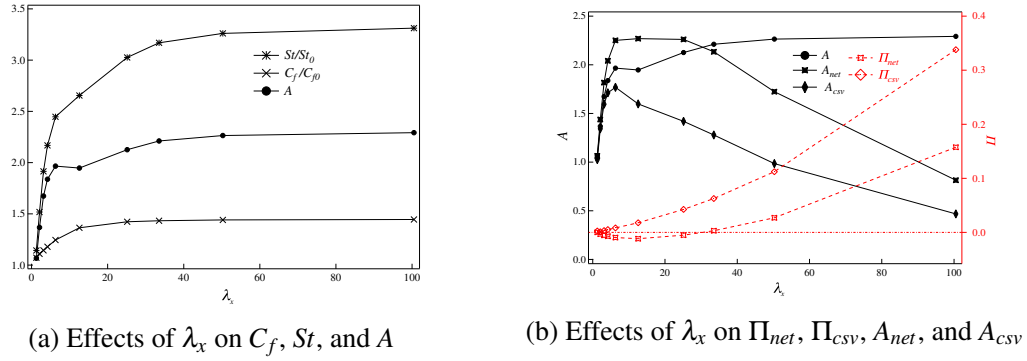 3.5
3.0
2.5
2.0
1.5
1.0
St/St0
Cf/Cf0
A
0 20 40 60 80 100
λx
(a) Effects of λx on Cf, St, and A
2.5
2.0
1.5
1.0
0.5
0.0
A
A
Anet
Acsv
Πnet
Πcsv
0.4
0.3
0.2
0.1
0.0
Π
0 20 40 60 80 100
λx
(b) Effects of λx on Πnet, Πcsv, Anet, and Acsv